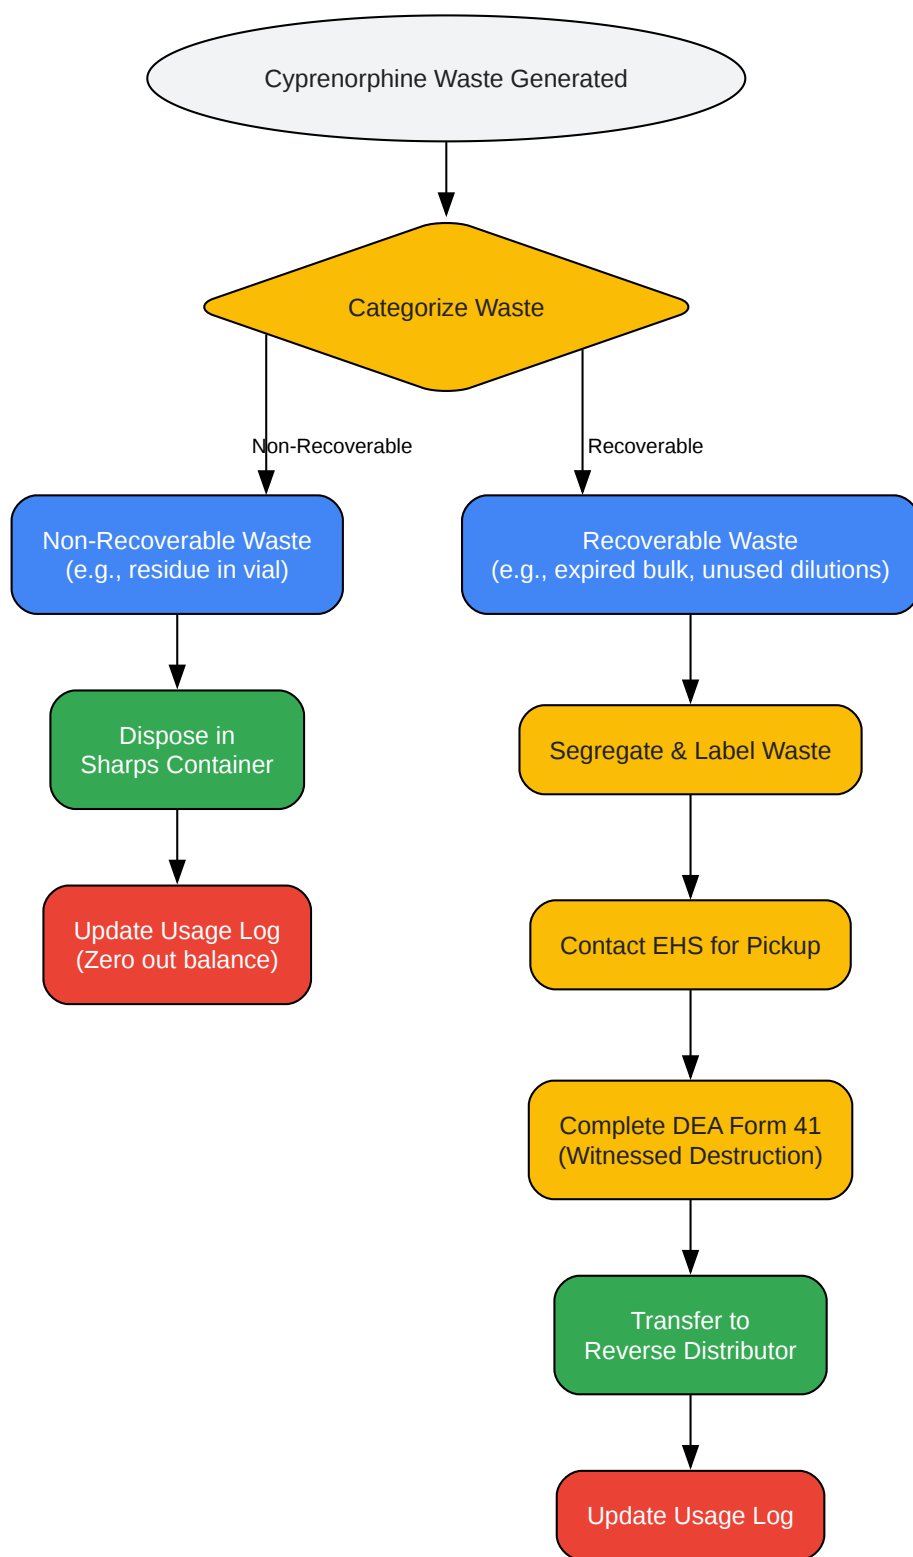 Cyprenorphine Waste Generated
Categorize Waste
Non-Recoverable
Recoverable
Non-Recoverable Waste
(e.g., residue in vial)
Recoverable Waste
(e.g., expired bulk, unused dilutions)
Dispose in
Sharps Container
Segregate & Label Waste
Update Usage Log
(Zero out balance)
Contact EHS for Pickup
Complete DEA Form 41
(Witnessed Destruction)
Transfer to
Reverse Distributor
Update Usage Log